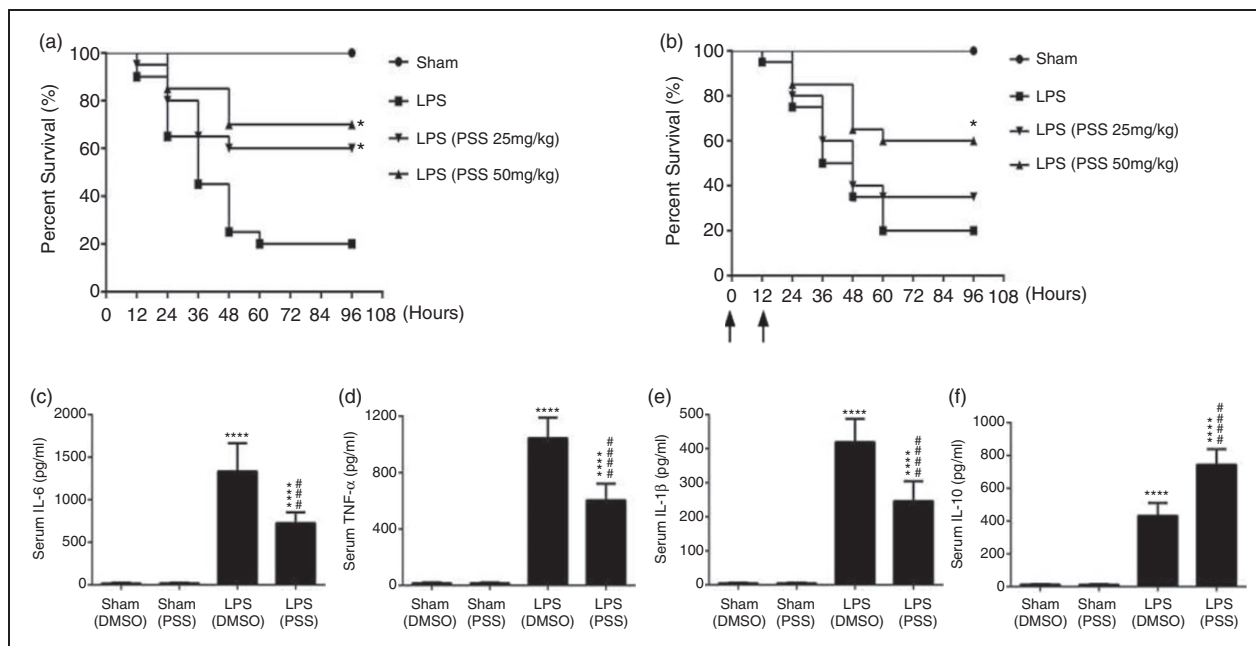 (a)
Percent Survival (%)
100
80
60
40
20
0
0 12 24 36 48 60 72 84 96 108 (Hours)
*
*
Sham
LPS
LPS (PSS 25mg/kg)
LPS (PSS 50mg/kg)
(b)
Percent Survival (%)
100
80
60
40
20
0
0 12 24 36 48 60 72 84 96 108 (Hours)
*
Sham
LPS
LPS (PSS 25mg/kg)
LPS (PSS 50mg/kg)
(c)
Serum IL-6 (pg/ml)
2000
1500
1000
500
0
****
****
###
Sham (DMSO)
Sham (PSS)
LPS (DMSO)
LPS (PSS)
(d)
Serum TNF-α (pg/ml)
1200
900
600
300
0
****
****
####
Sham (DMSO)
Sham (PSS)
LPS (DMSO)
LPS (PSS)
(e)
Serum IL-1β (pg/ml)
500
400
300
200
100
0
****
****
####
Sham (DMSO)
Sham (PSS)
LPS (DMSO)
LPS (PSS)
(f)
Serum IL-10 (pg/ml)
1000
800
600
400
200
0
****
****
####
Sham (DMSO)
Sham (PSS)
LPS (DMSO)
LPS (PSS)